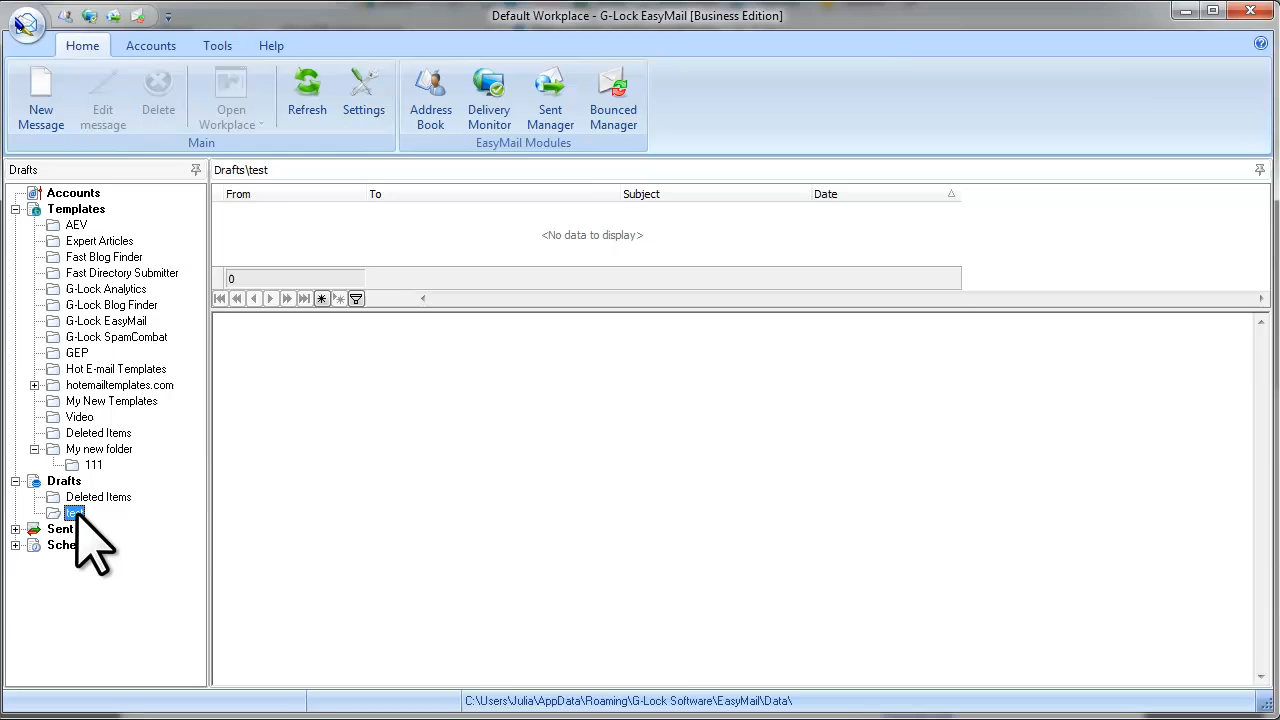 Default Workplace - G-Lock EasyMail [Business Edition]
Home Accounts Tools Help
New Message
Edit message
Delete
Open Workplace
Refresh
Settings
Main
Address Book
Delivery Monitor
Sent Manager
Bounced Manager
EasyMail Modules
Drafts
Drafts\test
Accounts
Templates
AEV
Expert Articles
Fast Blog Finder
Fast Directory Submitter
G-Lock Analytics
G-Lock Blog Finder
G-Lock EasyMail
G-Lock SpamCombat
GEP
Hot E-mail Templates
hotemailtemplates.com
My New Templates
Video
Deleted Items
My new folder
111
Drafts
Deleted Items
Sent
From To Subject Date
<No data to display>
0
C:\Users\Julia\AppData\Roaming\G-Lock Software\EasyMail\Data\